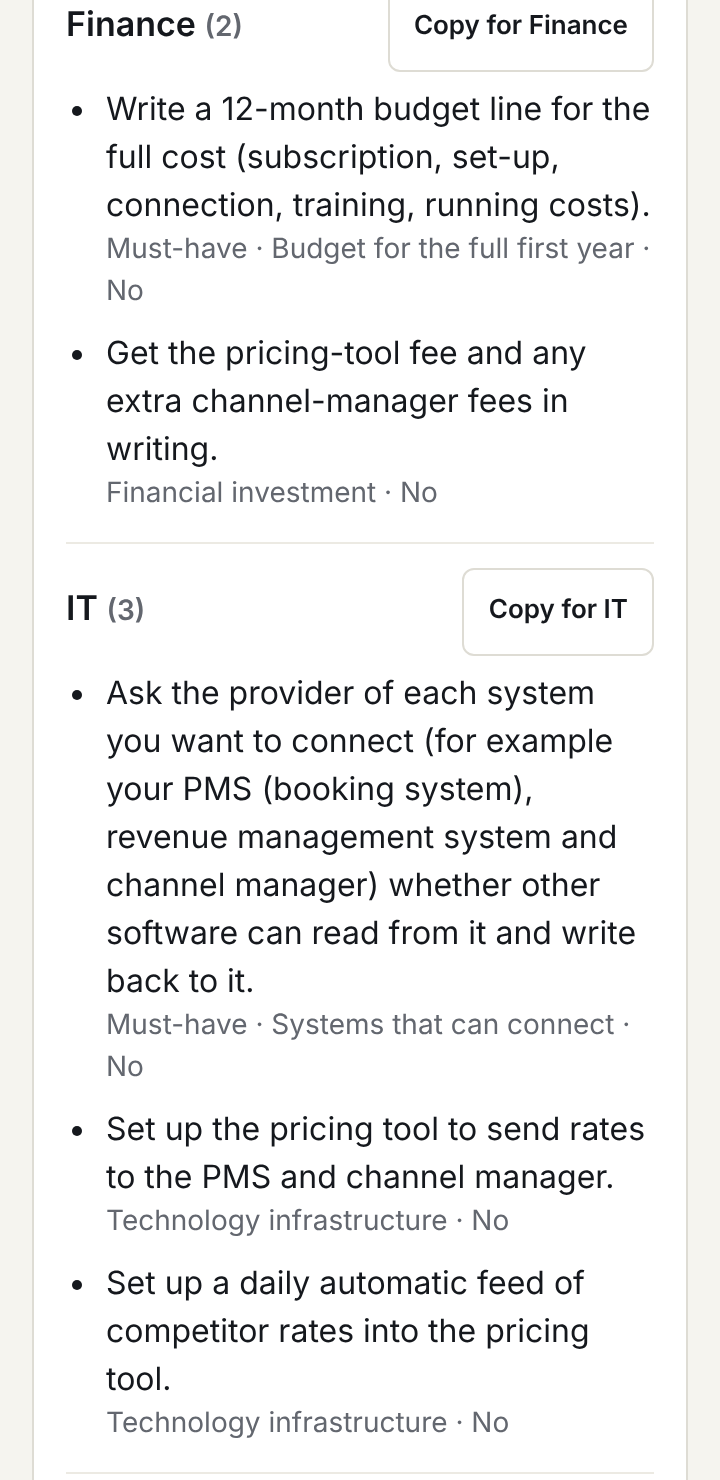 Finance (2)
Copy for Finance
• Write a 12-month budget line for the
full cost (subscription, set-up,
connection, training, running costs).
Must-have · Budget for the full first year ·
No
• Get the pricing-tool fee and any
extra channel-manager fees in
writing.
Financial investment · No
IT (3)
Copy for IT
• Ask the provider of each system
you want to connect (for example
your PMS (booking system),
revenue management system and
channel manager) whether other
software can read from it and write
back to it.
Must-have · Systems that can connect ·
No
• Set up the pricing tool to send rates
to the PMS and channel manager.
Technology infrastructure · No
• Set up a daily automatic feed of
competitor rates into the pricing
tool.
Technology infrastructure · No